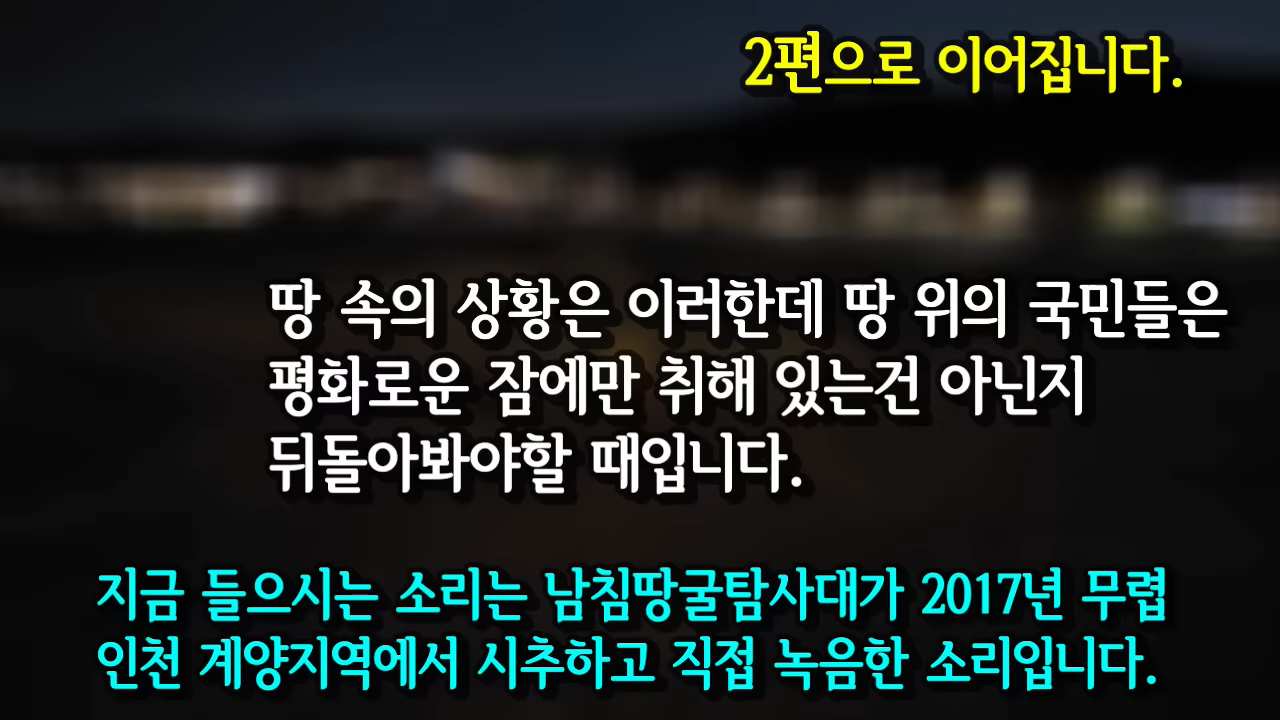 2편으로 이어집니다.
땅 속의 상황은 이러한데 땅 위의 국민들은
평화로운 잠에만 취해 있는건 아닌지
뒤돌아봐야할 때입니다.
지금 들으시는 소리는 남침땅굴탐사대가 2017년 무렵
인천 계양지역에서 시추하고 직접 녹음한 소리입니다.